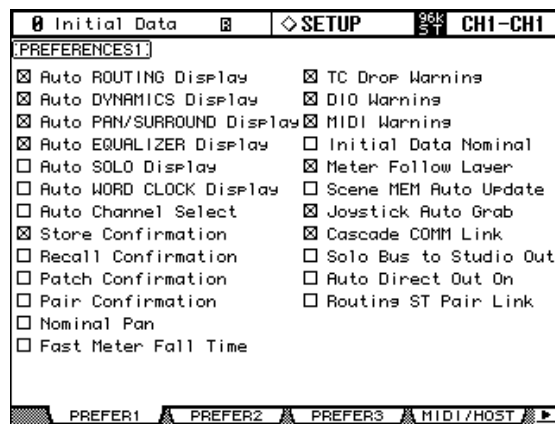 0 Initial Data SETUP 96k ST CH1-CH1
PREFERENCES1
Auto ROUTING Display
Auto DYNAMICS Display
Auto PAN/SURROUND Display
Auto EQUALIZER Display
Auto SOLO Display
Auto WORD CLOCK Display
Auto Channel Select
Store Confirmation
Recall Confirmation
Patch Confirmation
Pair Confirmation
Nominal Pan
Fast Meter Fall Time
TC Drop Warning
DIO Warning
MIDI Warning
Initial Data Nominal
Meter Follow Layer
Scene MEM Auto Update
Joystick Auto Grab
Cascade COMM Link
Solo Bus to Studio Out
Auto Direct Out On
Routing ST Pair Link
PREFER1 PREFER2 PREFER3 MIDI/HOST